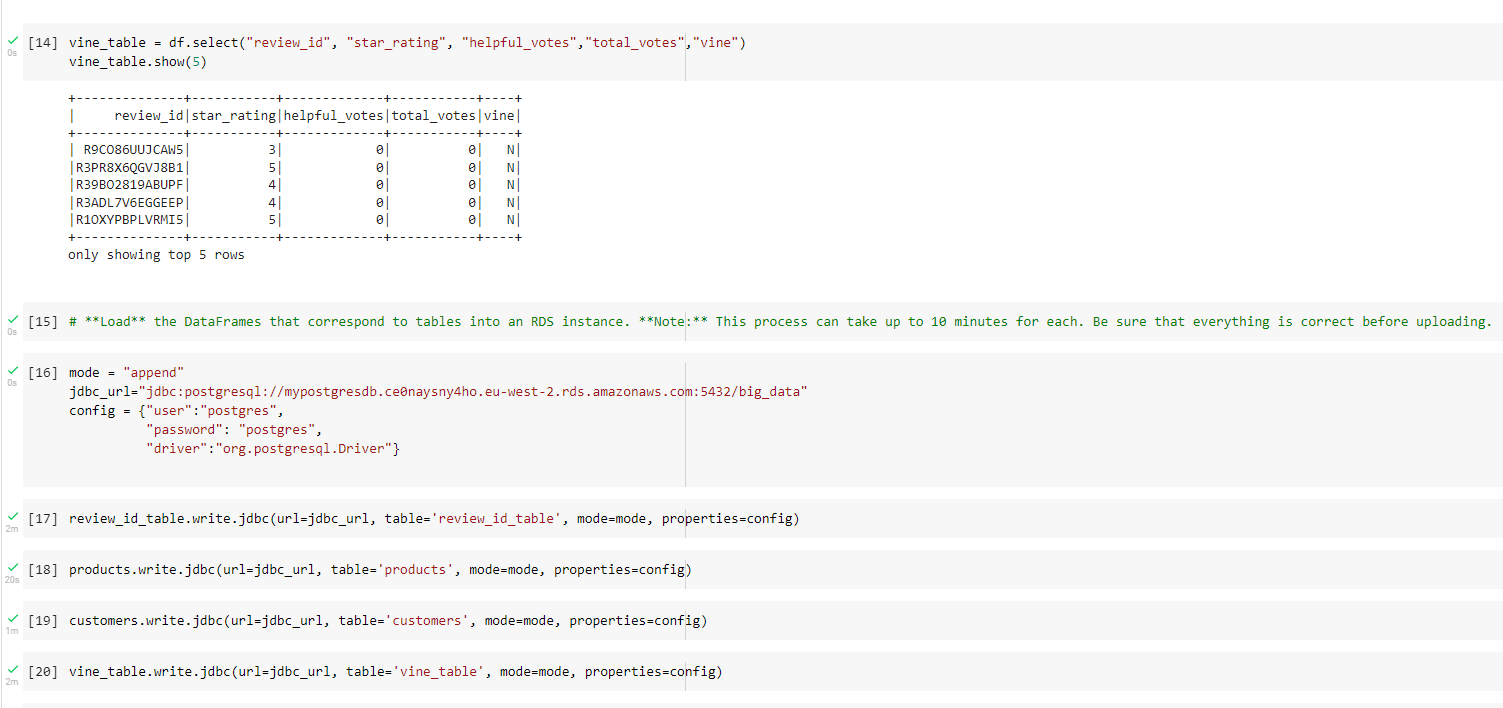 [14] vine_table = df.select("review_id", "star_rating", "helpful_votes","total_votes","vine")
vine_table.show(5)
0s
+--------------+-----------+-------------+-----------+----+
|     review_id|star_rating|helpful_votes|total_votes|vine|
+--------------+-----------+-------------+-----------+----+
| R9CO86UUJCAW5|          3|            0|          0|   N|
|R3PR8X6QGVJ8B1|          5|            0|          0|   N|
|R39BO2819ABUPF|          4|            0|          0|   N|
|R3ADL7V6EGGEEP|          4|            0|          0|   N|
|R1OXYPBPLVRMI5|          5|            0|          0|   N|
+--------------+-----------+-------------+-----------+----+
only showing top 5 rows
[15] # **Load** the DataFrames that correspond to tables into an RDS instance. **Note:** This process can take up to 10 minutes for each. Be sure that everything is correct before uploading.
0s
[16] mode = "append"
0s
jdbc_url="jdbc:postgresql://mypostgresdb.ce0naysny4ho.eu-west-2.rds.amazonaws.com:5432/big_data"
config = {"user":"postgres",
"password": "postgres",
"driver":"org.postgresql.Driver"}
[17] review_id_table.write.jdbc(url=jdbc_url, table='review_id_table', mode=mode, properties=config)
2m
[18] products.write.jdbc(url=jdbc_url, table='products', mode=mode, properties=config)
20s
[19] customers.write.jdbc(url=jdbc_url, table='customers', mode=mode, properties=config)
1m
[20] vine_table.write.jdbc(url=jdbc_url, table='vine_table', mode=mode, properties=config)
2m